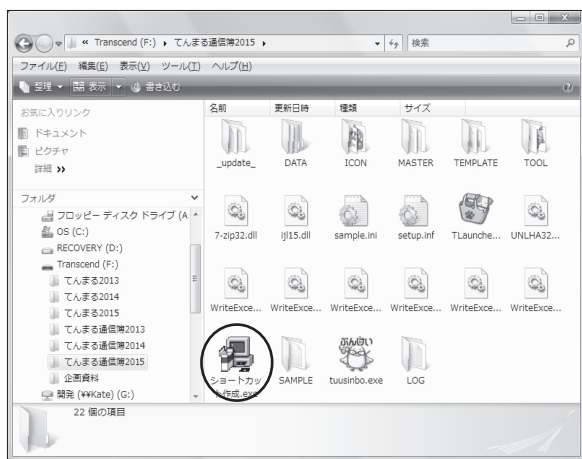 « Transcend (F:) ▸ てんまる通信簿2015 ▸
検索
ファイル(F) 編集(E) 表示(V) ツール(T) ヘルプ(H)
整理 表示 書き込む
お気に入りリンク
ドキュメント
ピクチャ
詳細 »
フォルダ
フロッピー ディスク ドライブ (A
OS (C:)
RECOVERY (D:)
Transcend (F:)
てんまる2013
てんまる2014
てんまる2015
てんまる通信簿2013
てんまる通信簿2014
てんまる通信簿2015
企画資料
開発 (¥¥Kate) (G:)
名前 更新日時 種類 サイズ
_update_ DATA ICON MASTER TEMPLATE TOOL
7-zip32.dll ijl15.dll sample.ini setup.inf TLaunche... UNLHA32...
WriteExce... WriteExce... WriteExce... WriteExce... WriteExce... WriteExce...
ぶんけい
ショートカット作成.exe SAMPLE tuusinbo.exe LOG
22 個の項目